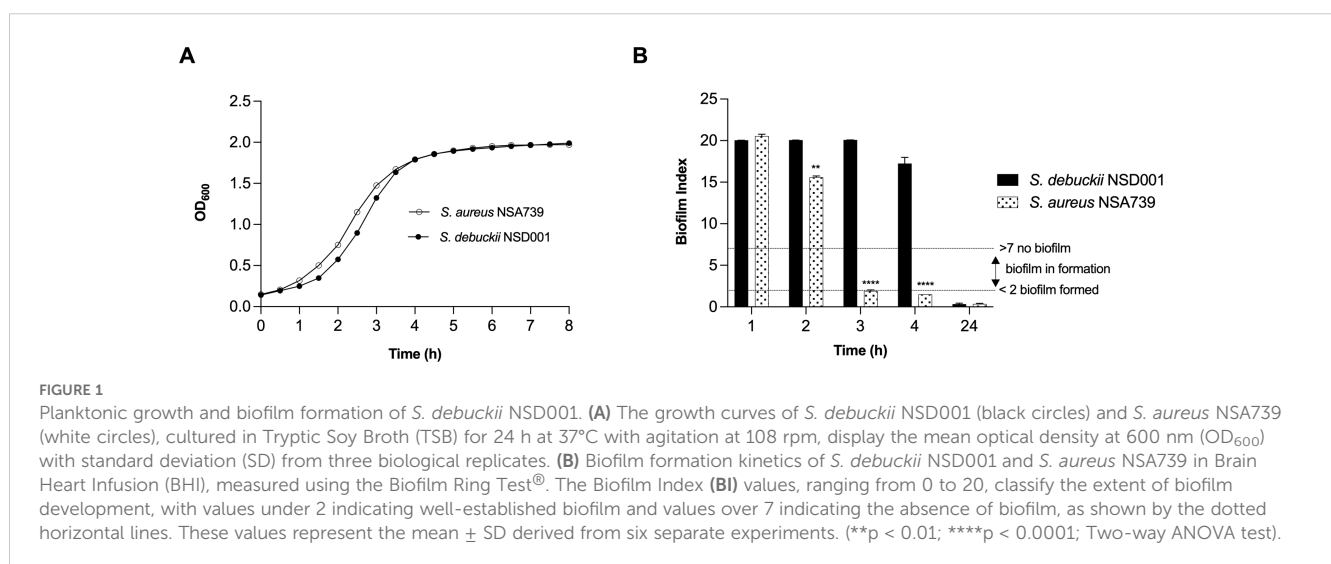 A
B
2.5
2.0
1.5
1.0
0.5
0.0
OD600
0 1 2 3 4 5 6 7 8
Time (h)
S. aureus NSA739
S. debuckii NSD001
25
20
15
10
5
0
Biofilm Index
**
****
****
1 2 3 4 24
Time (h)
S. debuckii NSD001
S. aureus NSA739
>7 no biofilm
biofilm in formation
< 2 biofilm formed
FIGURE 1
Planktonic growth and biofilm formation of S. debuckii NSD001. (A) The growth curves of S. debuckii NSD001 (black circles) and S. aureus NSA739
(white circles), cultured in Tryptic Soy Broth (TSB) for 24 h at 37°C with agitation at 108 rpm, display the mean optical density at 600 nm (OD600)
with standard deviation (SD) from three biological replicates. (B) Biofilm formation kinetics of S. debuckii NSD001 and S. aureus NSA739 in Brain
Heart Infusion (BHI), measured using the Biofilm Ring Test®. The Biofilm Index (BI) values, ranging from 0 to 20, classify the extent of biofilm
development, with values under 2 indicating well-established biofilm and values over 7 indicating the absence of biofilm, as shown by the dotted
horizontal lines. These values represent the mean ± SD derived from six separate experiments. (**p < 0.01; ****p < 0.0001; Two-way ANOVA test).